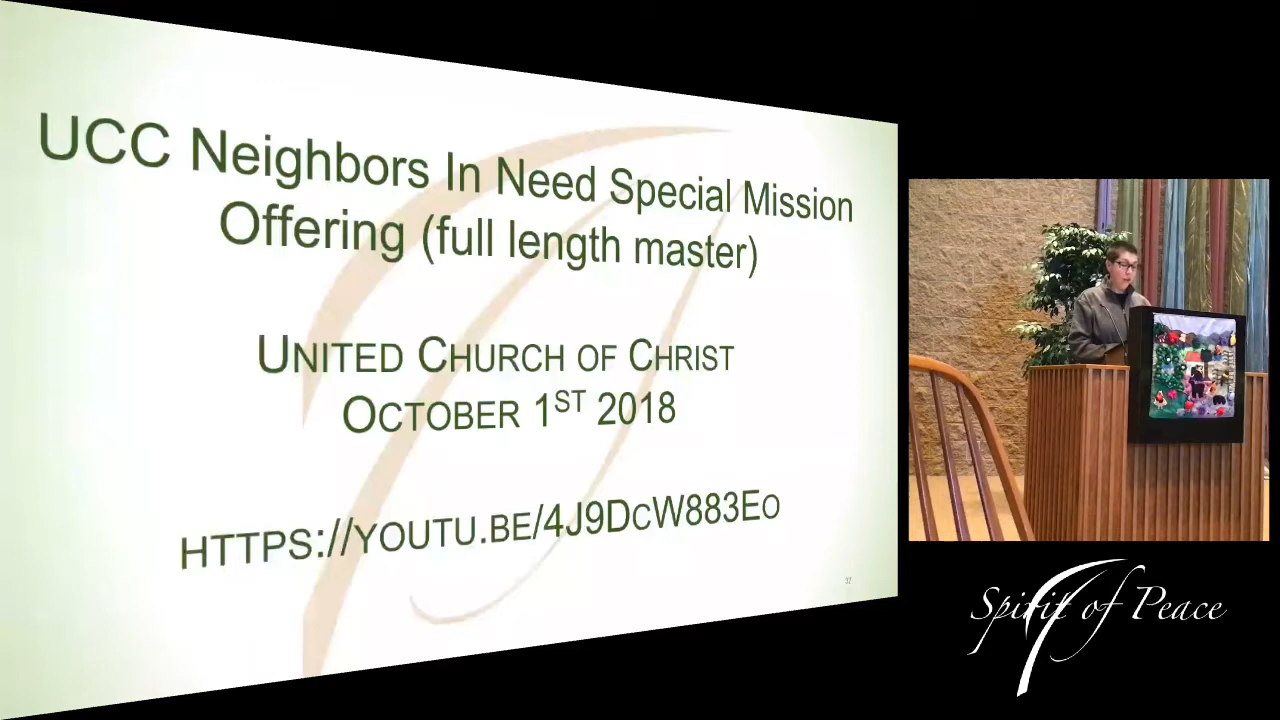 UCC Neighbors In Need Special Mission
Offering (full length master)
UNITED CHURCH OF CHRIST
OCTOBER 1ST 2018
HTTPS://YOUTU.BE/4J9DCW883EO
Spirit of Peace